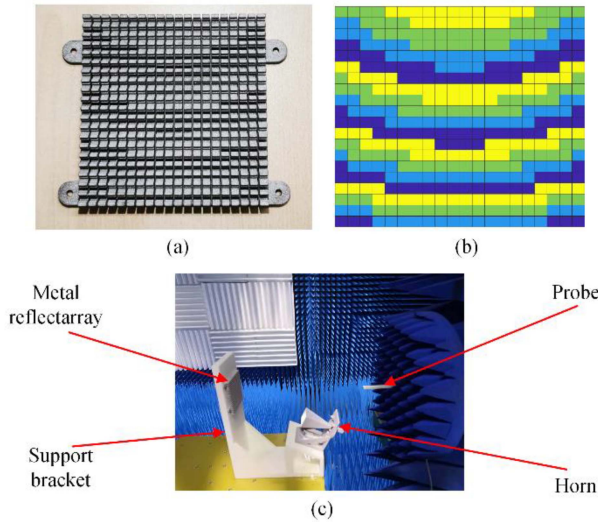 (a)
(b)
Metal
reflectarray
Probe
Support
bracket
Horn
(c)